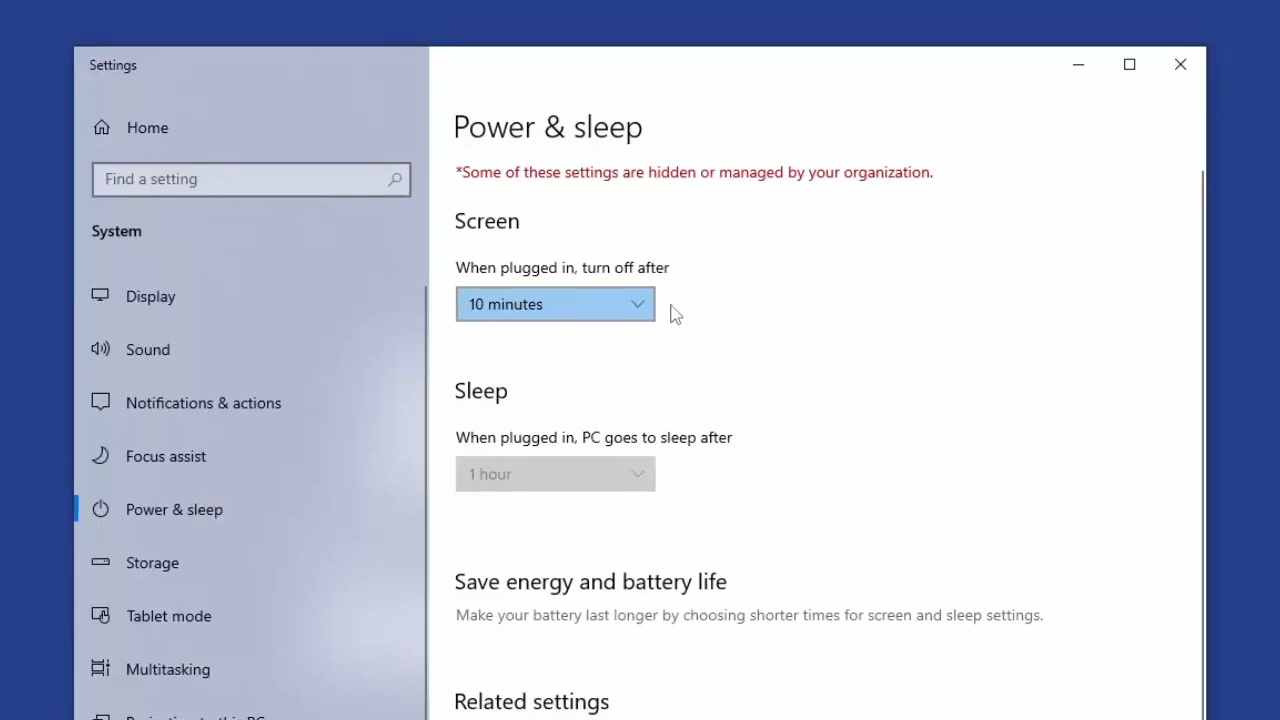 Settings
Home
Find a setting
System
Display
Sound
Notifications & actions
Focus assist
Power & sleep
Storage
Tablet mode
Multitasking
Power & sleep
*Some of these settings are hidden or managed by your organization.
Screen
When plugged in, turn off after
10 minutes
Sleep
When plugged in, PC goes to sleep after
1 hour
Save energy and battery life
Make your battery last longer by choosing shorter times for screen and sleep settings.
Related settings